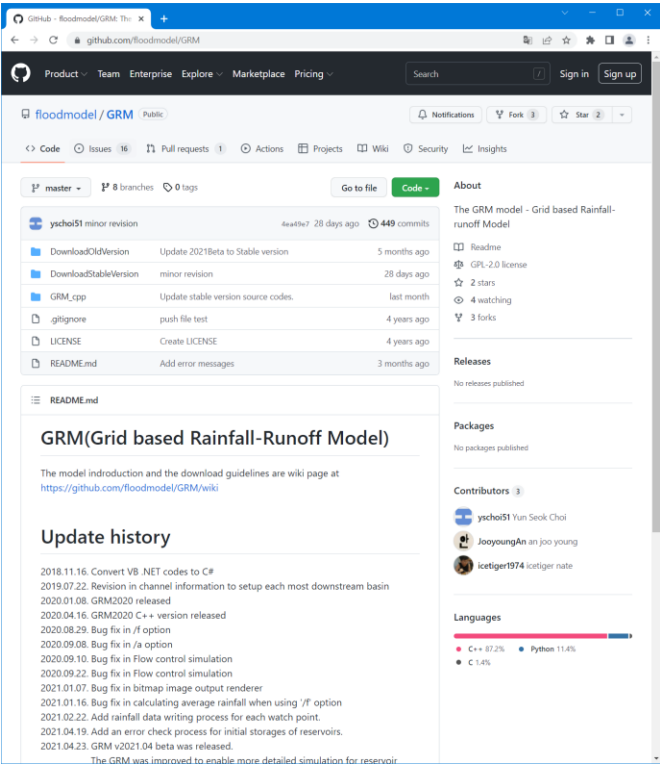 GitHub - floodmodel/GRM: The
github.com/floodmodel/GRM
Product Team Enterprise Explore Marketplace Pricing Search / Sign in Sign up
floodmodel / GRM Public Notifications Fork 3 Star 2
Code Issues 16 Pull requests 1 Actions Projects Wiki Security Insights
master 8 branches 0 tags Go to file Code
yschoi51 minor revision 4ea49e7 28 days ago 449 commits
DownloadOldVersion Update 2021Beta to Stable version 5 months ago
DownloadStableVersion minor revision 28 days ago
GRM_cpp Update stable version source codes. last month
.gitignore push file test 4 years ago
LICENSE Create LICENSE 4 years ago
README.md Add error messages 3 months ago
README.md
GRM(Grid based Rainfall-Runoff Model)
The model indroduction and the download guidelines are wiki page at
https://github.com/floodmodel/GRM/wiki
Update history
2018.11.16. Convert VB .NET codes to C#
2019.07.22. Revision in channel information to setup each most downstream basin
2020.01.08. GRM2020 released
2020.04.16. GRM2020 C++ version released
2020.08.29. Bug fix in /f option
2020.09.08. Bug fix in /a option
2020.09.10. Bug fix in Flow control simulation
2020.09.22. Bug fix in Flow control simulation
2021.01.07. Bug fix in bitmap image output renderer
2021.01.16. Bug fix in calculating average rainfall when using '/f' option
2021.02.22. Add rainfall data writing process for each watch point.
2021.04.19. Add an error check process for initial storages of reservoirs.
2021.04.23. GRM v2021.04 beta was released.
The GRM was improved to enable more detailed simulation for reservoir
About
The GRM model - Grid based Rainfall-
runoff Model
Readme
GPL-2.0 license
2 stars
4 watching
3 forks
Releases
No releases published
Packages
No packages published
Contributors 3
yschoi51 Yun Seok Choi
안
JooyoungAn an joo young
icetiger1974 icetiger nate
Languages
C++ 87.2% Python 11.4%
C 1.4%